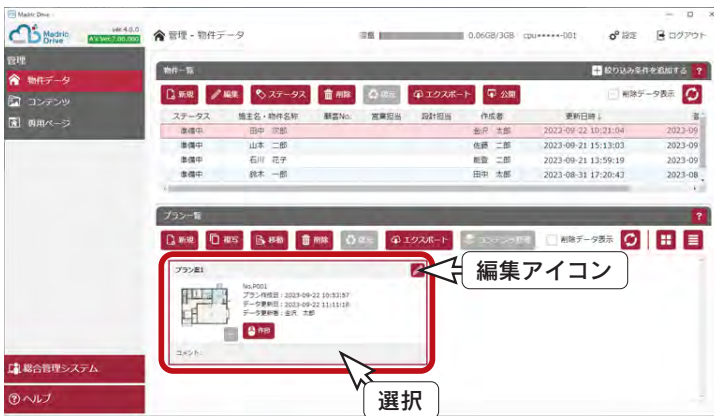 Madric Drive
Madric Drive
ver.4.0.0
管理 - 物件データ
容量
0.06GB/3GB
cpu*****-001
設定
ログアウト
管理
物件データ
コンテンツ
専用ページ
総合管理システム
ヘルプ
物件一覧
絞り込み条件を追加する
?
新規
編集
ステータス
削除
復元
エクスポート
公開
削除データ表示
ステータス 施主名・物件名称 顧客No. 営業担当 設計担当 作成者 更新日時↓
準備中 田中 次郎 金沢 太郎 2023-09-22 10:21:04 2023-09
準備中 山本 二郎 佐藤 二郎 2023-09-21 15:13:03 2023-09
準備中 石川 花子 能登 二郎 2023-09-21 13:59:19 2023-09
準備中 鈴木 一郎 田中 太郎 2023-08-31 17:20:43 2023-08
プラン一覧
?
新規
複写
移動
削除
復元
エクスポート
コンテンツ管理
削除データ表示
プラン名1
編集アイコン
No.P001
プラン作成日：2023-09-22 10:53:57
データ更新日：2023-09-22 11:11:18
データ更新者：金沢 太郎
作図
コメント:
選択